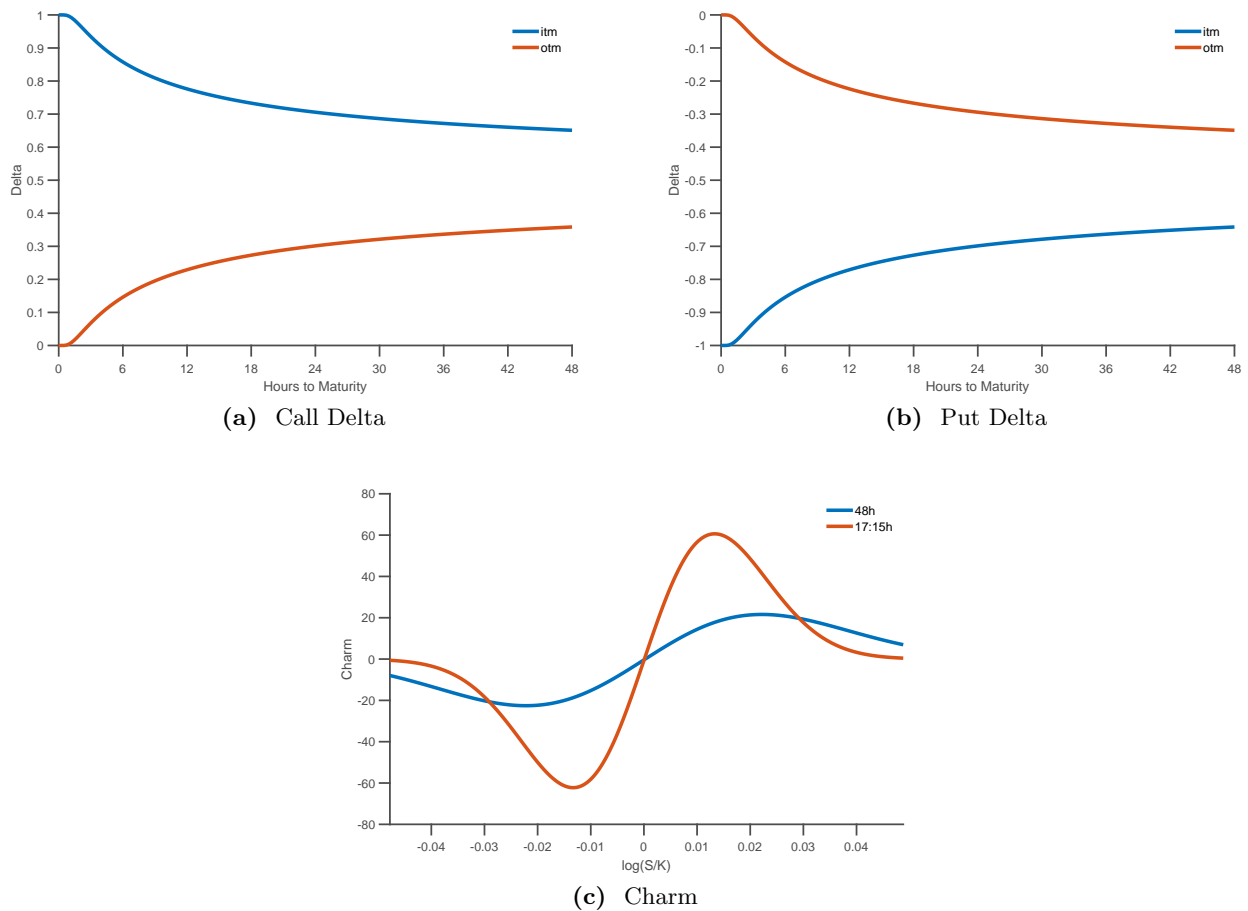 1
0.9
0.8
0.7
0.6
0.5
0.4
0.3
0.2
0.1
0
Delta
itm
otm
0 6 12 18 24 30 36 42 48
Hours to Maturity
(a) Call Delta
0
-0.1
-0.2
-0.3
-0.4
-0.5
-0.6
-0.7
-0.8
-0.9
-1
Delta
itm
otm
0 6 12 18 24 30 36 42 48
Hours to Maturity
(b) Put Delta
80
60
40
20
0
-20
-40
-60
-80
Charm
48h
17:15h
-0.04 -0.03 -0.02 -0.01 0 0.01 0.02 0.03 0.04
log(S/K)
(c) Charm